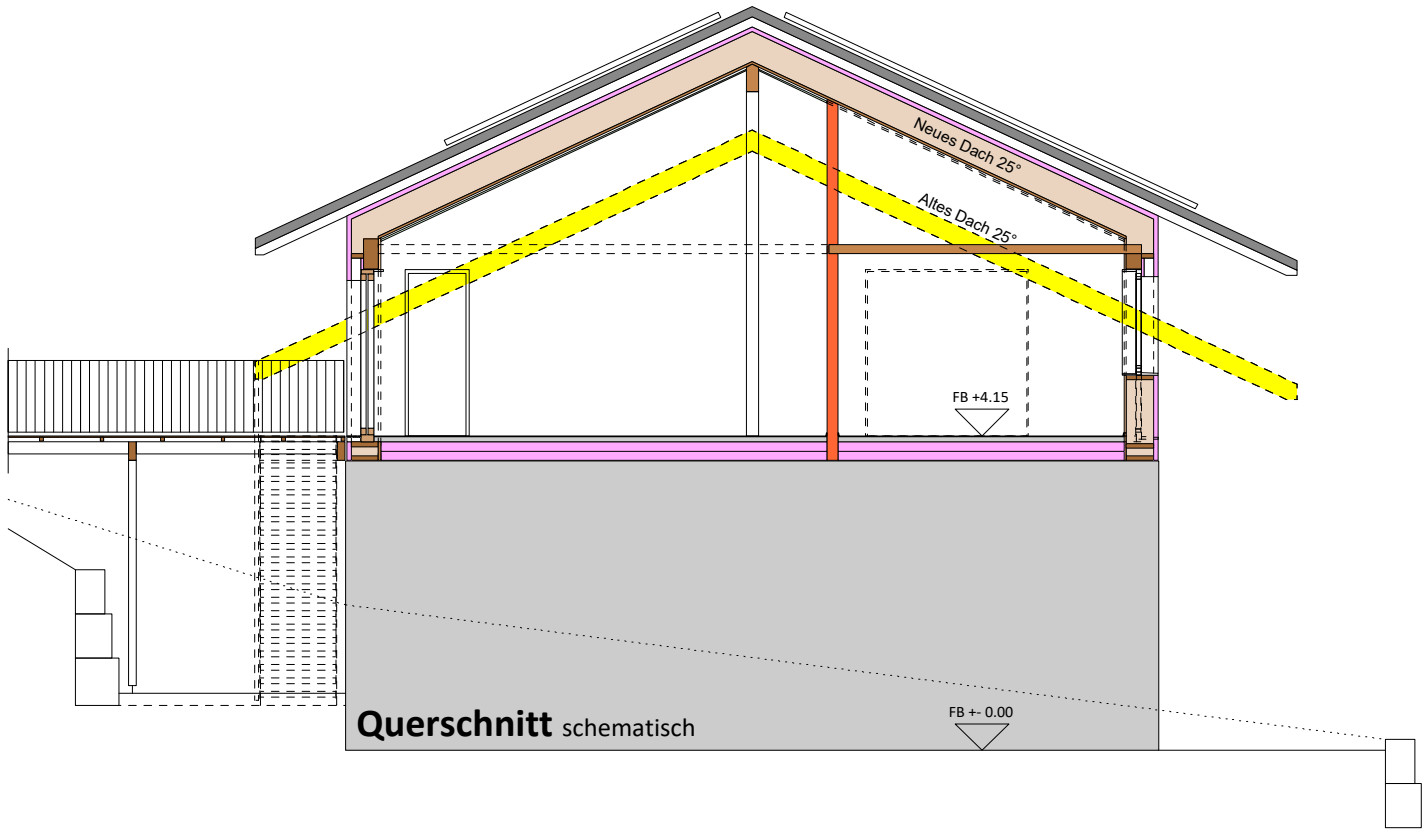 Neues Dach 25°
Altes Dach 25°
FB +4.15
FB +- 0.00
Querschnitt schematisch